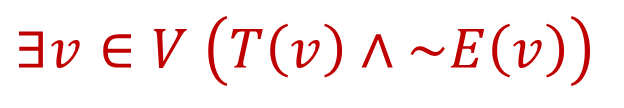 ∃v ∈ V (T(v) ∧ ~E(v))